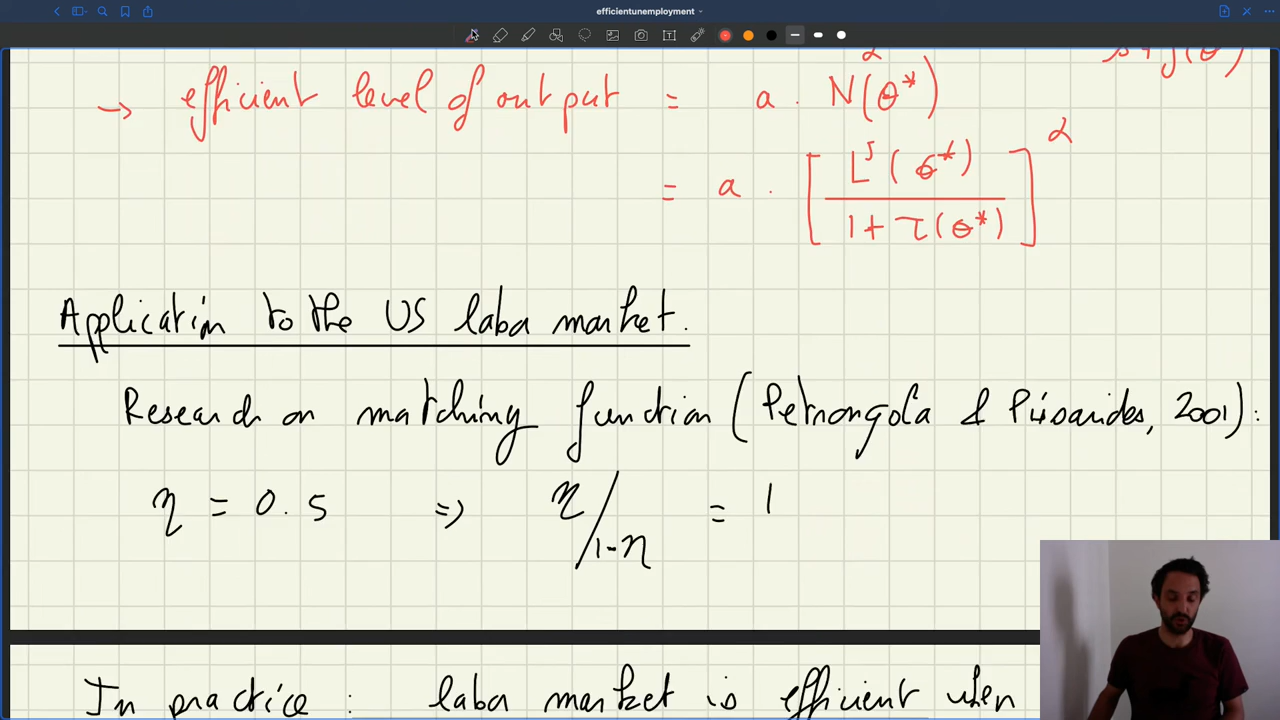 efficientunemployment
→ efficient level of output = a · N(θ*)^α
= a · [ L^s(θ*) / 1 + τ(θ*) ]^α
Application to the US labor market.
Research on matching function (Petrongolo & Pissarides, 2001):
η = 0.5 ⇒ η/1-η = 1
In practice: labor market is efficient when